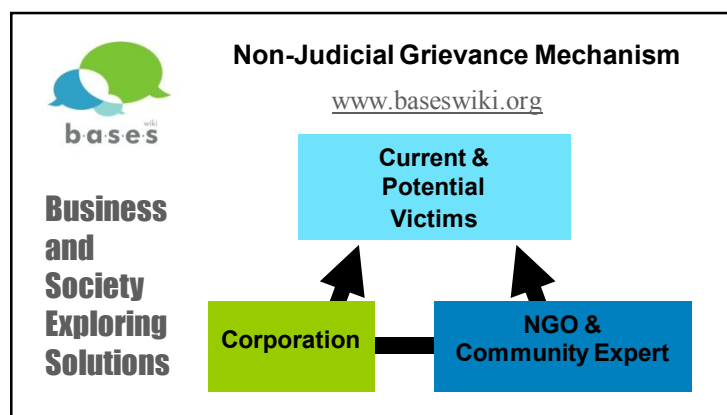 Non-Judicial Grievance Mechanism
www.baseswiki.org
wiki
b·a·s·e·s
Business
and
Society
Exploring
Solutions
Current &
Potential
Victims
Corporation
NGO &
Community Expert